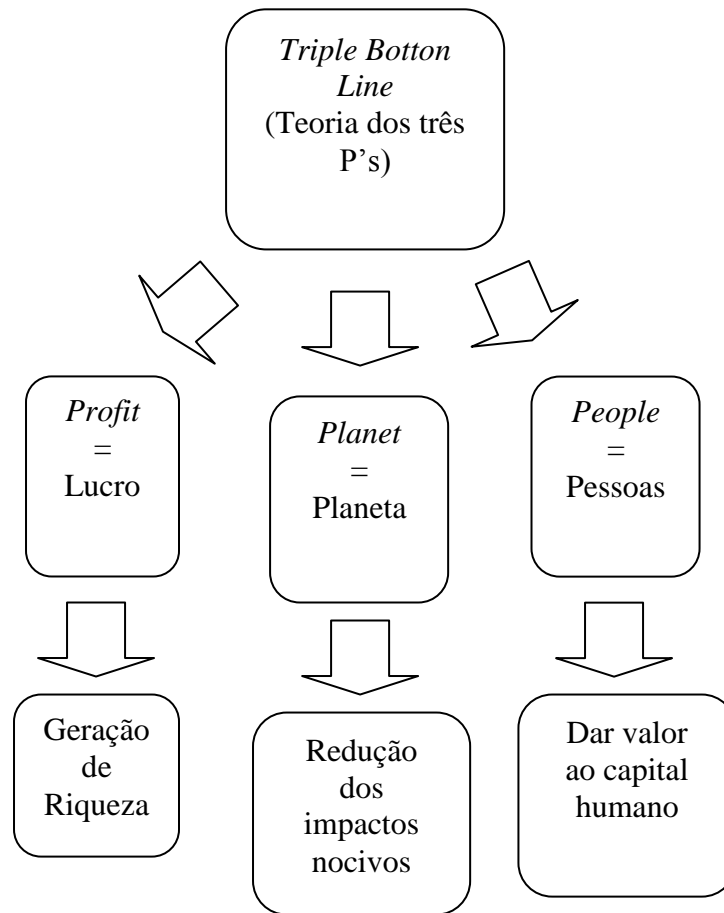 Triple Botton
Line
(Teoria dos três
P’s)
Profit
=
Lucro
Planet
=
Planeta
People
=
Pessoas
Geração
de
Riqueza
Redução
dos
impactos
nocivos
Dar valor
ao capital
humano